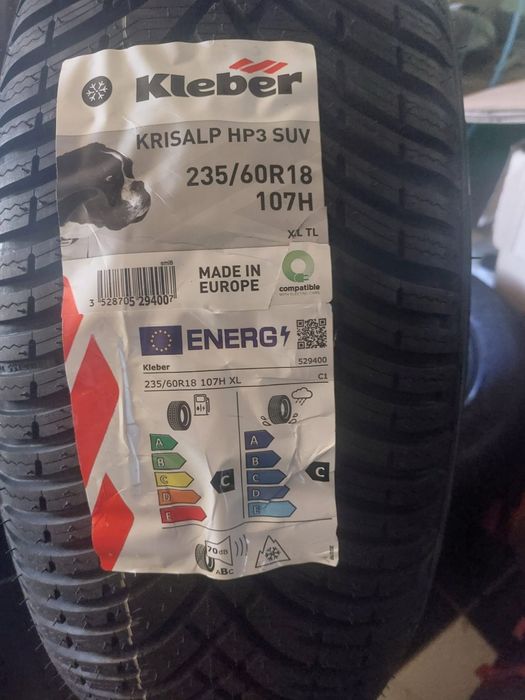 Kleber
KRISALP HP3 SUV
235/60R18
107H
XL TL
MADE IN
EUROPE
compatible
3 528705 294007
ENERG
Kleber
529400
235/60R18 107H XL
C1
A
B
C
D
E
C
A
B
C
D
E
C
70 dB
ABC